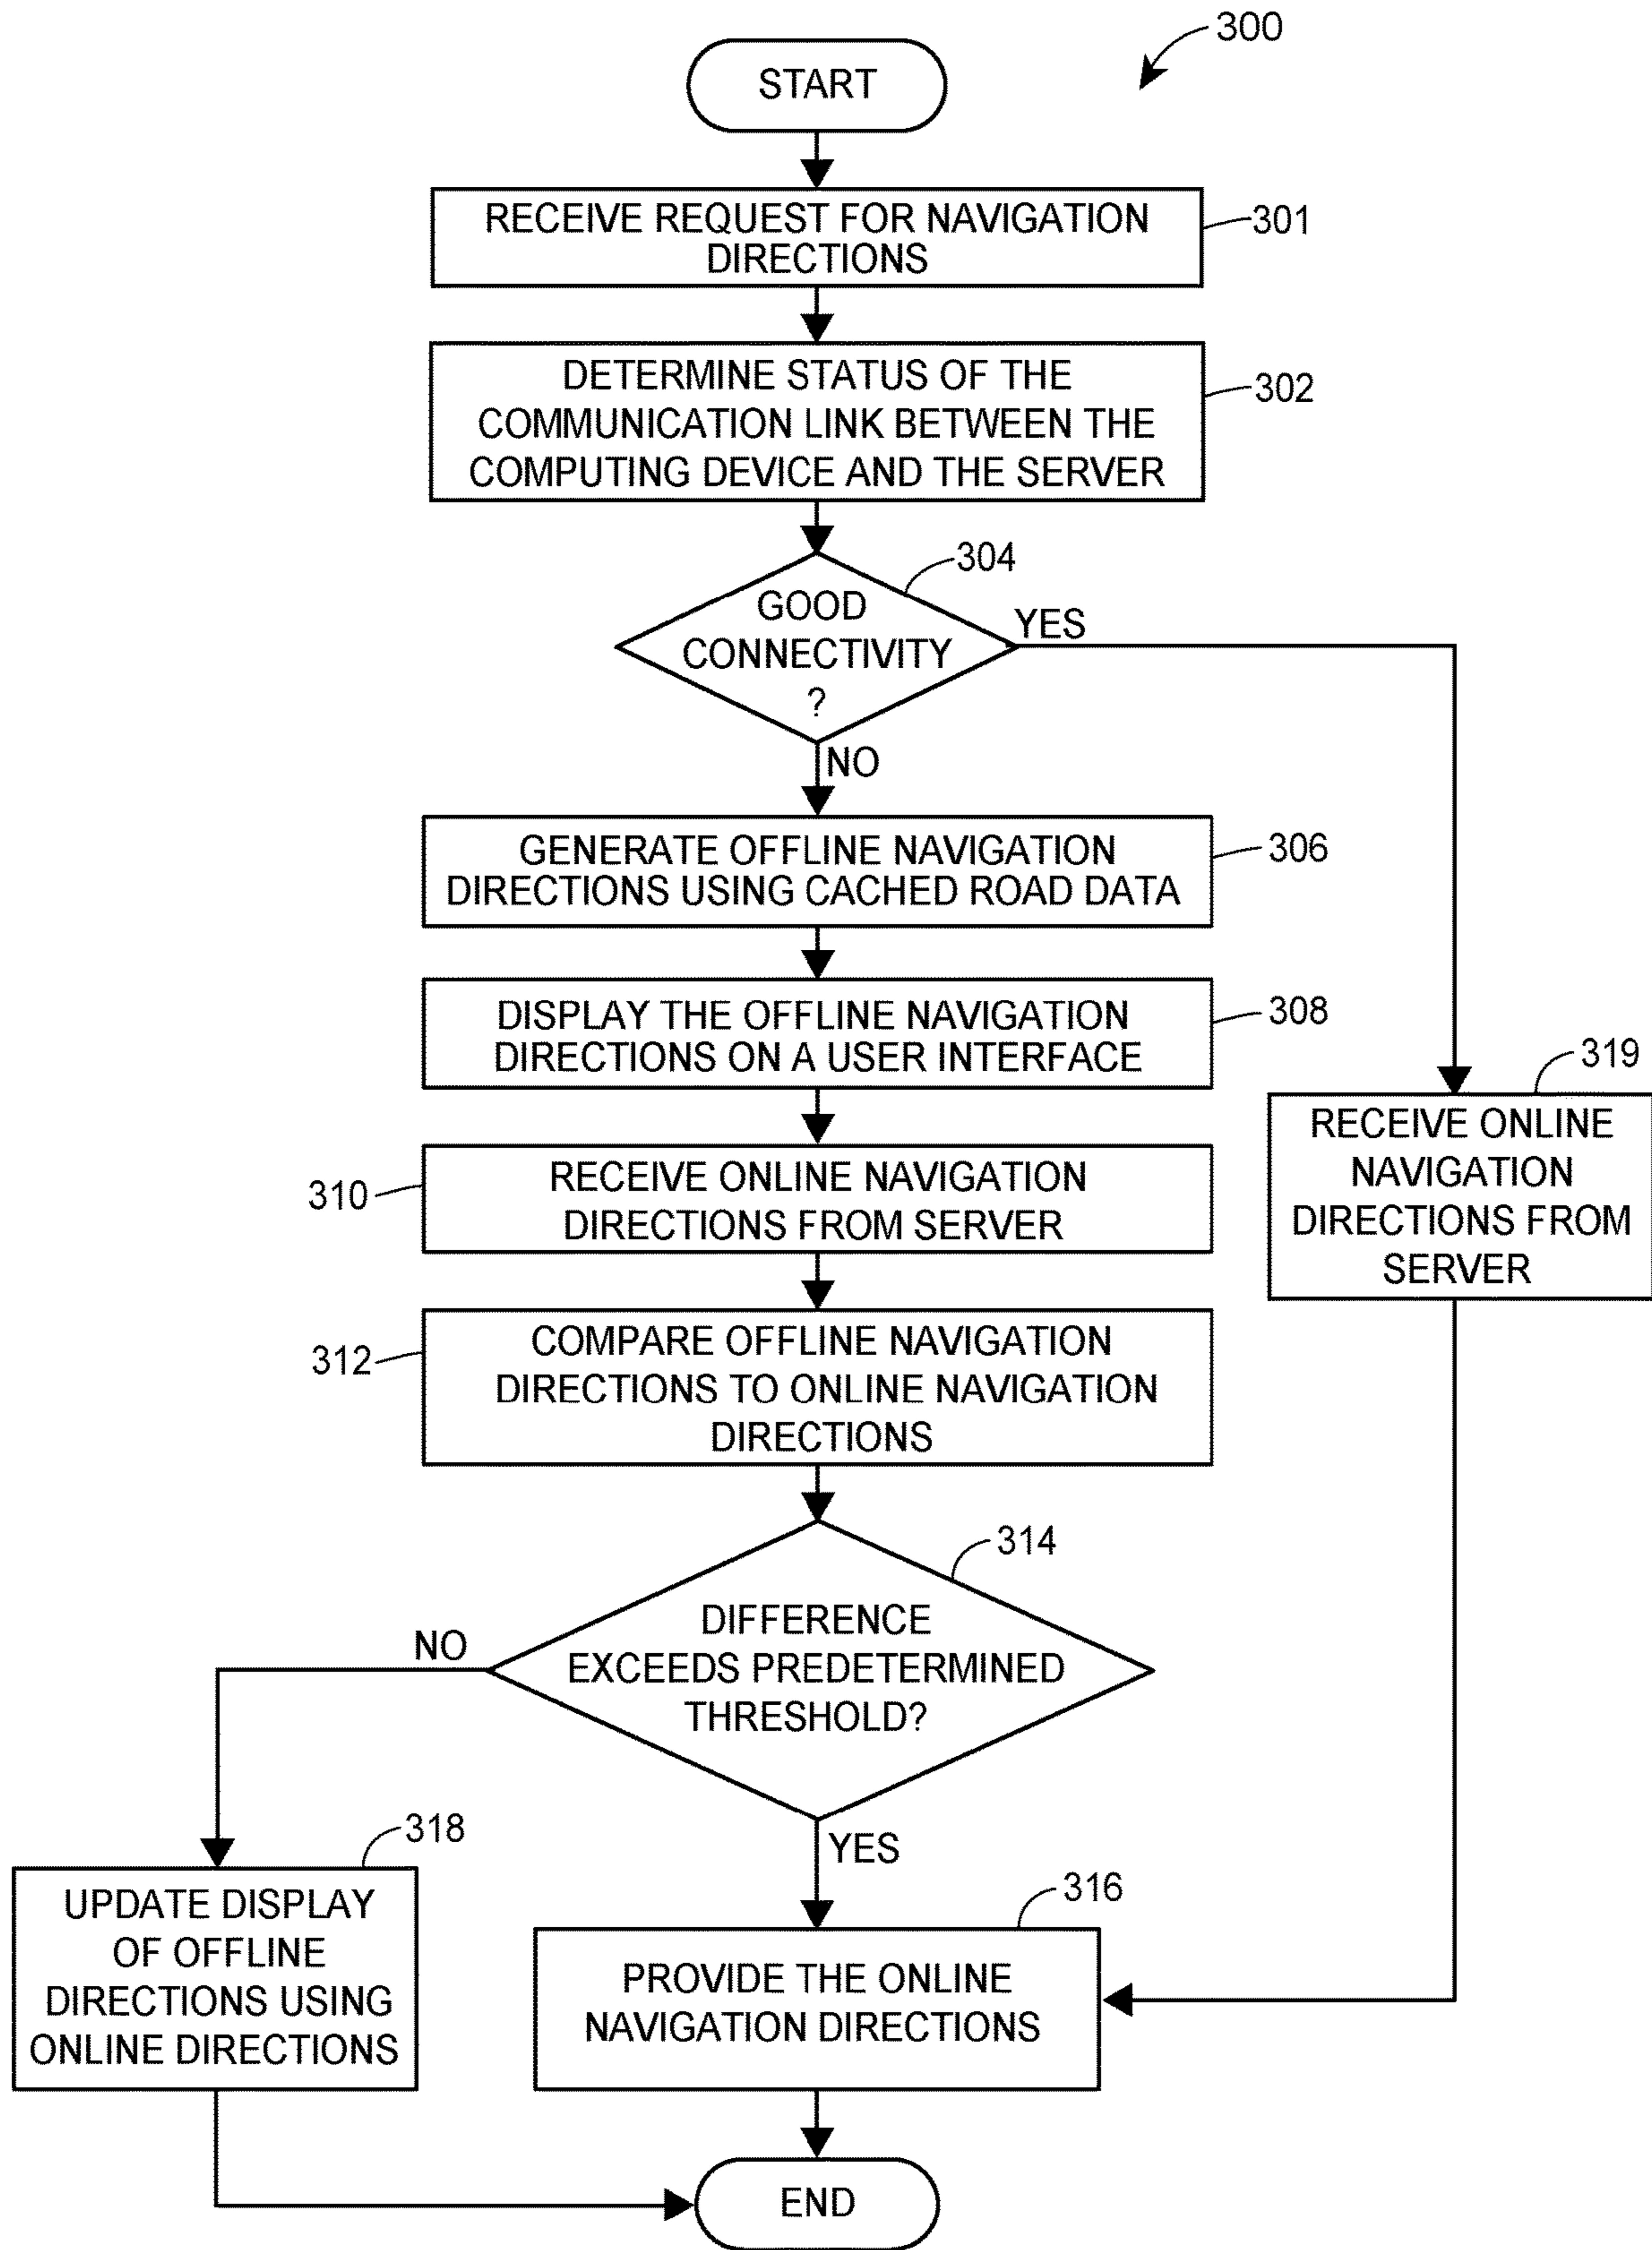 300
START
RECEIVE REQUEST FOR NAVIGATION
DIRECTIONS
301
DETERMINE STATUS OF THE
COMMUNICATION LINK BETWEEN THE
COMPUTING DEVICE AND THE SERVER
302
304
GOOD
CONNECTIVITY
?
YES
NO
GENERATE OFFLINE NAVIGATION
DIRECTIONS USING CACHED ROAD DATA
306
DISPLAY THE OFFLINE NAVIGATION
DIRECTIONS ON A USER INTERFACE
308
319
RECEIVE ONLINE
NAVIGATION
DIRECTIONS FROM
SERVER
310
RECEIVE ONLINE NAVIGATION
DIRECTIONS FROM SERVER
312
COMPARE OFFLINE NAVIGATION
DIRECTIONS TO ONLINE NAVIGATION
DIRECTIONS
314
DIFFERENCE
EXCEEDS PREDETERMINED
THRESHOLD?
NO
YES
318
UPDATE DISPLAY
OF OFFLINE
DIRECTIONS USING
ONLINE DIRECTIONS
316
PROVIDE THE ONLINE
NAVIGATION DIRECTIONS
END